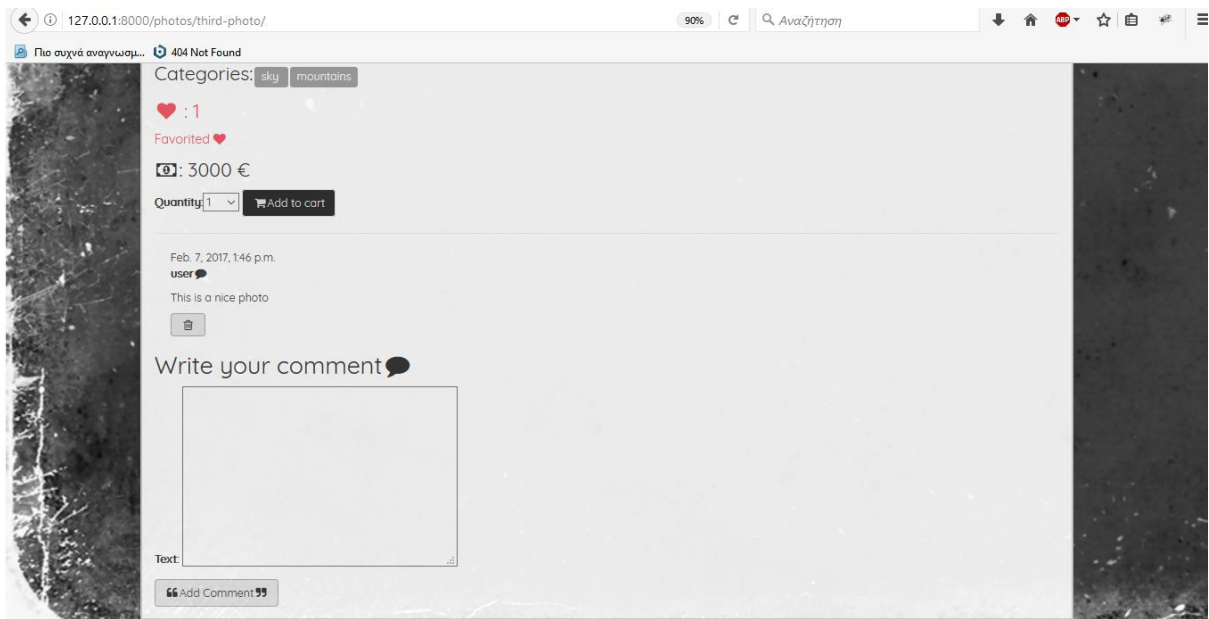 127.0.0.1:8000/photos/third-photo/ 90% Αναζήτηση ABP
Πιο συχνά αναγνωσμ... 404 Not Found
Categories: sky mountains
: 1
Favorited
: 3000 €
Quantity: 1 Add to cart
Feb. 7, 2017, 1:46 p.m.
user
This is a nice photo
Write your comment
Text:
Add Comment